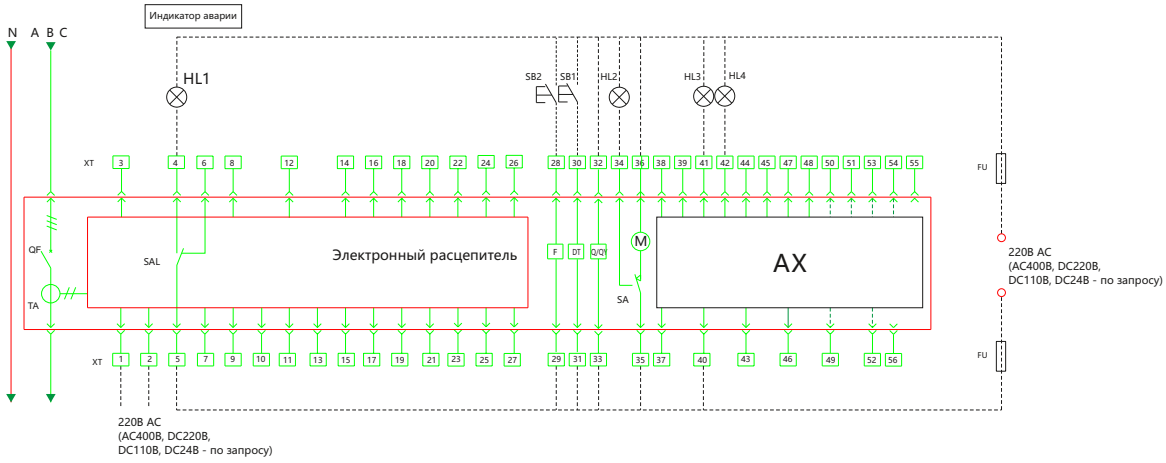 Индикатор аварии
N A B C
HL1
SB2 SB1 HL2 HL3 HL4
XT 3 4 6 8 12 14 16 18 20 22 24 26 28 30 32 34 36 38 39 41 42 44 45 47 48 50 51 53 54 55
FU
QF
SAL
Электронный расцепитель
F DT Q/QY M
AX
220В AC
(AC400В, DC220В,
DC110В, DC24В - по запросу)
TA
SA
XT 1 2 5 7 9 10 11 13 15 17 19 21 23 25 27 29 31 33 35 37 40 43 46 49 52 56
FU
220В AC
(AC400В, DC220В,
DC110В, DC24В - по запросу)